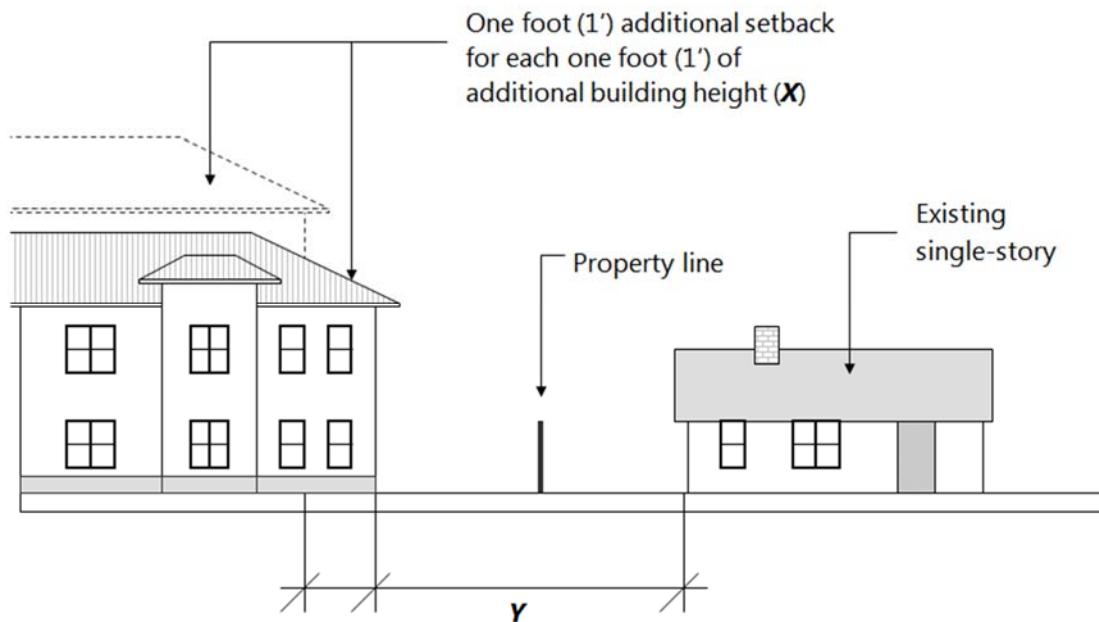 One foot (1’) additional setback
for each one foot (1’) of
additional building height (X)
Existing
single-story
Property line
Y